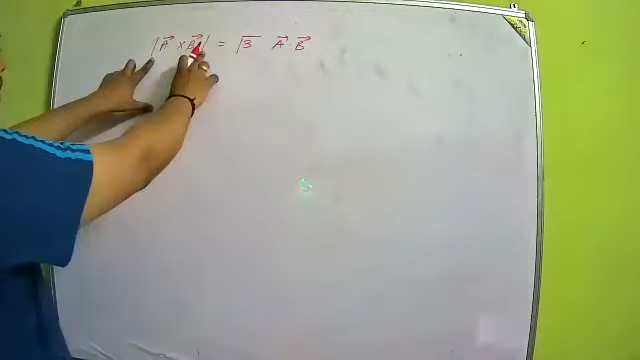 |A⃗ × B⃗| = √3 A⃗ · B⃗